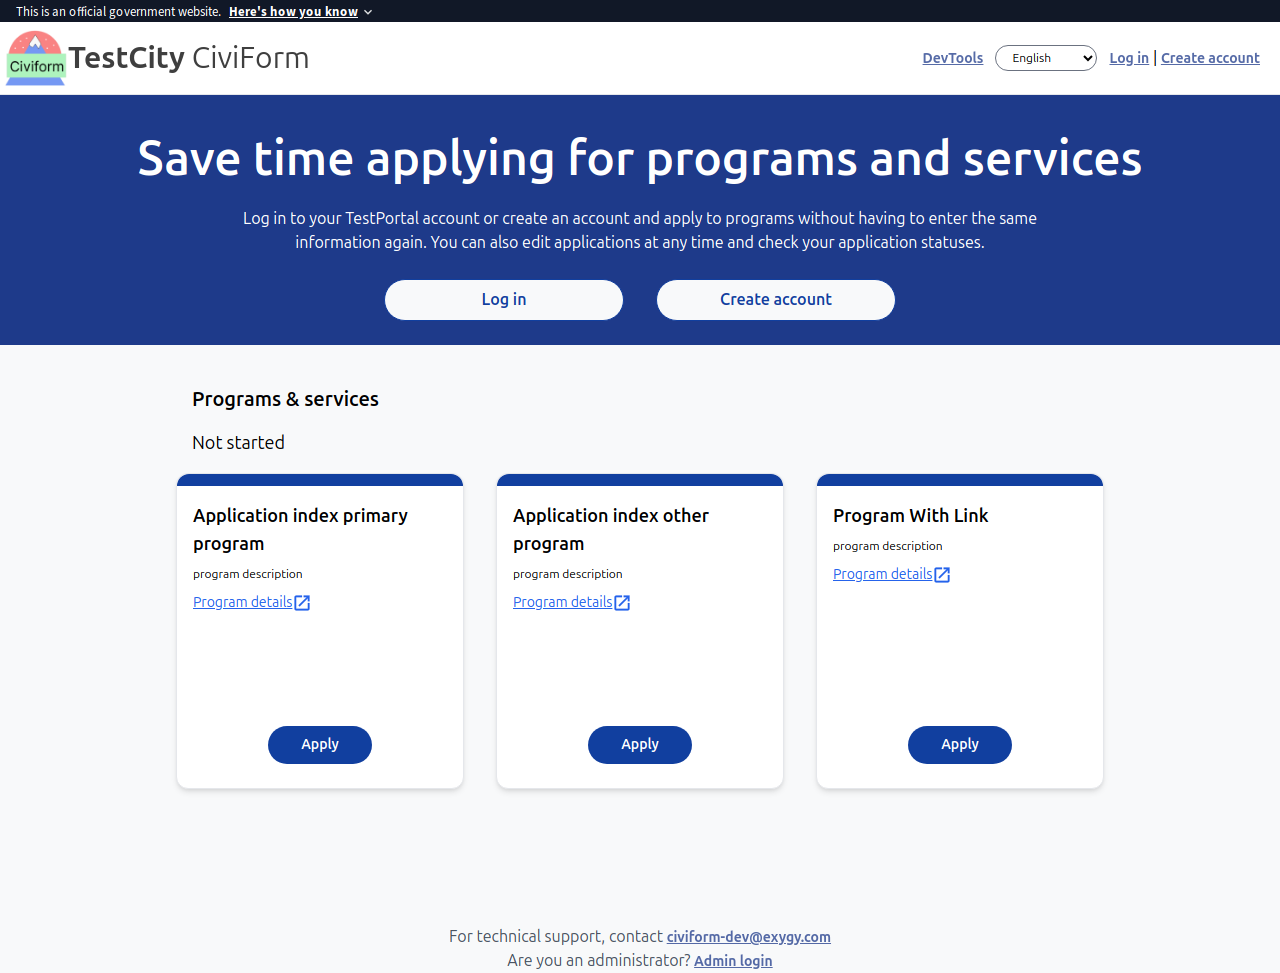 This is an official government website. Here's how you know
Civiform
TestCity CiviForm
DevTools English Log in | Create account
Save time applying for programs and services
Log in to your TestPortal account or create an account and apply to programs without having to enter the same
information again. You can also edit applications at any time and check your application statuses.
Log in Create account
Programs & services
Not started
Application index primary
program
program description
Program details
Apply
Application index other
program
program description
Program details
Apply
Program With Link
program description
Program details
Apply
For technical support, contact civiform-dev@exygy.com
Are you an administrator? Admin login